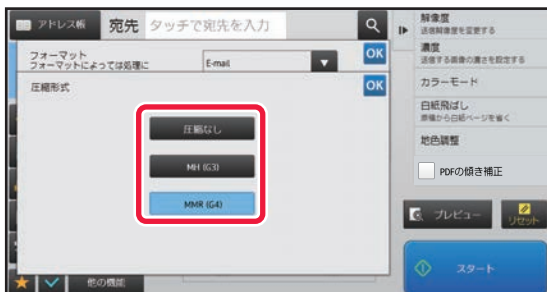 アドレス帳
宛先
タッチで宛先を入力
フォーマット
フォーマットによっては処理に
E-mail
OK
圧縮形式
OK
圧縮なし
MH (G3)
MMR (G4)
他の機能
解像度
送信解像度を変更する
濃度
送信する画像の濃さを設定する
カラーモード
白紙飛ばし
原稿から白紙ページを省く
地色調整
PDFの傾き補正
プレビュー
リセット
スタート